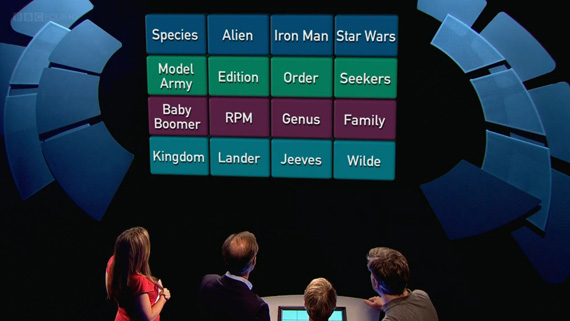 BBC
Species Alien Iron Man Star Wars
Model
Army
Edition Order Seekers
Baby
Boomer
RPM Genus Family
Kingdom Lander Jeeves Wilde